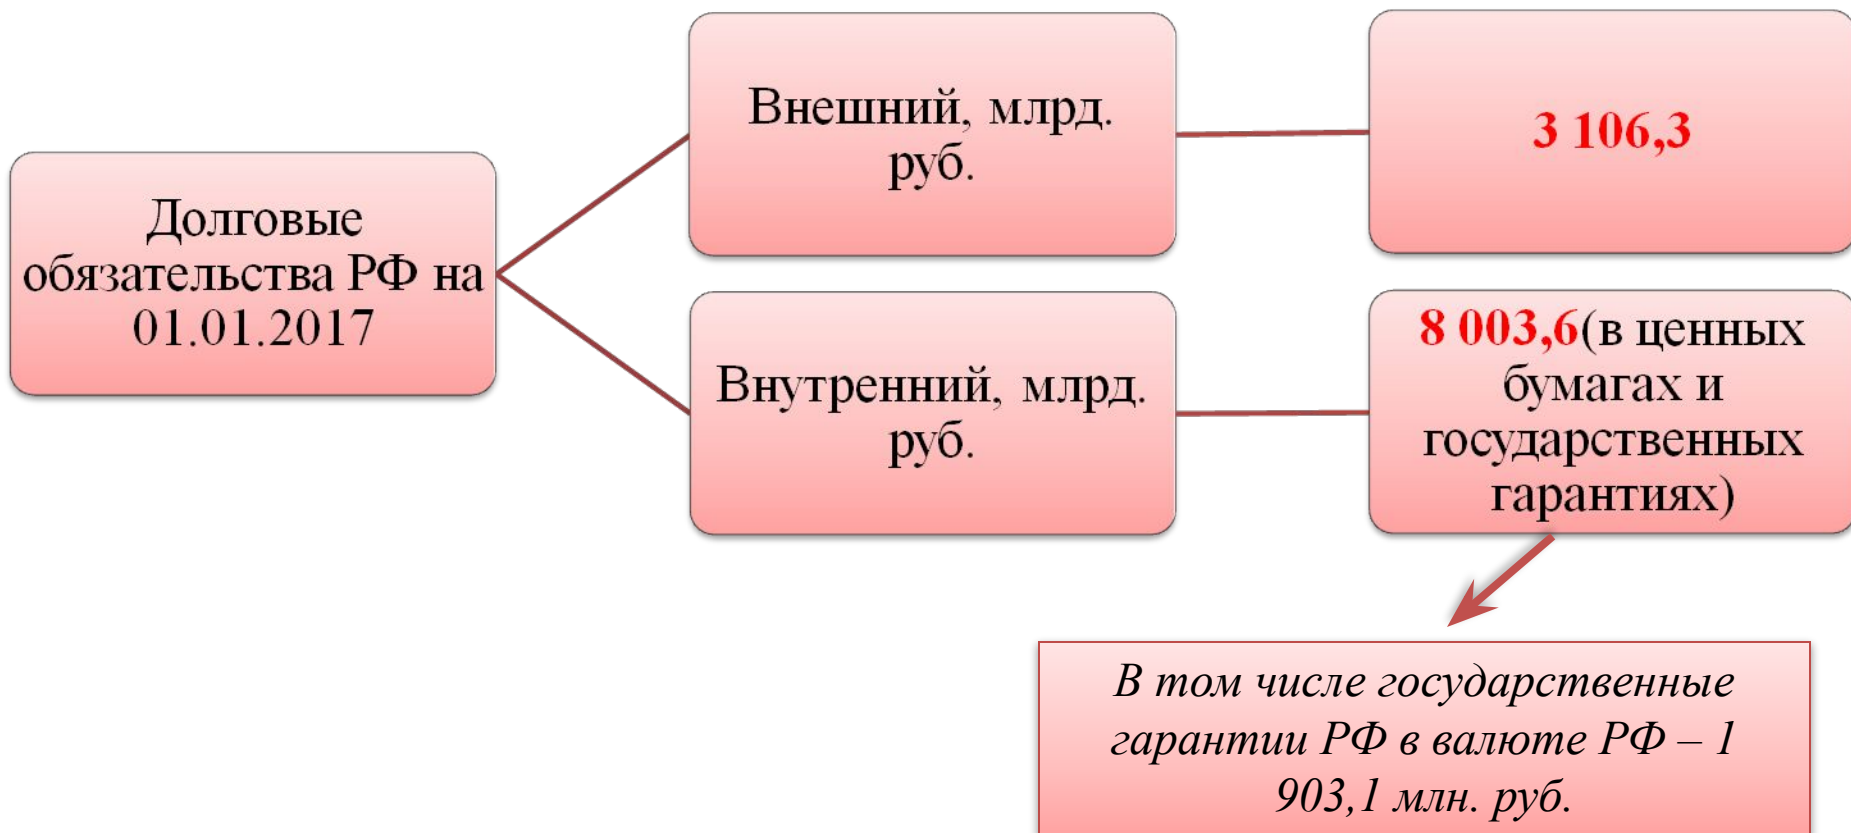 Долговые
обязательства РФ на
01.01.2017
Внешний, млрд.
руб.
3 106,3
Внутренний, млрд.
руб.
8 003,6(в ценных
бумагах и
государственных
гарантиях)
В том числе государственные
гарантии РФ в валюте РФ – 1
903,1 млн. руб.